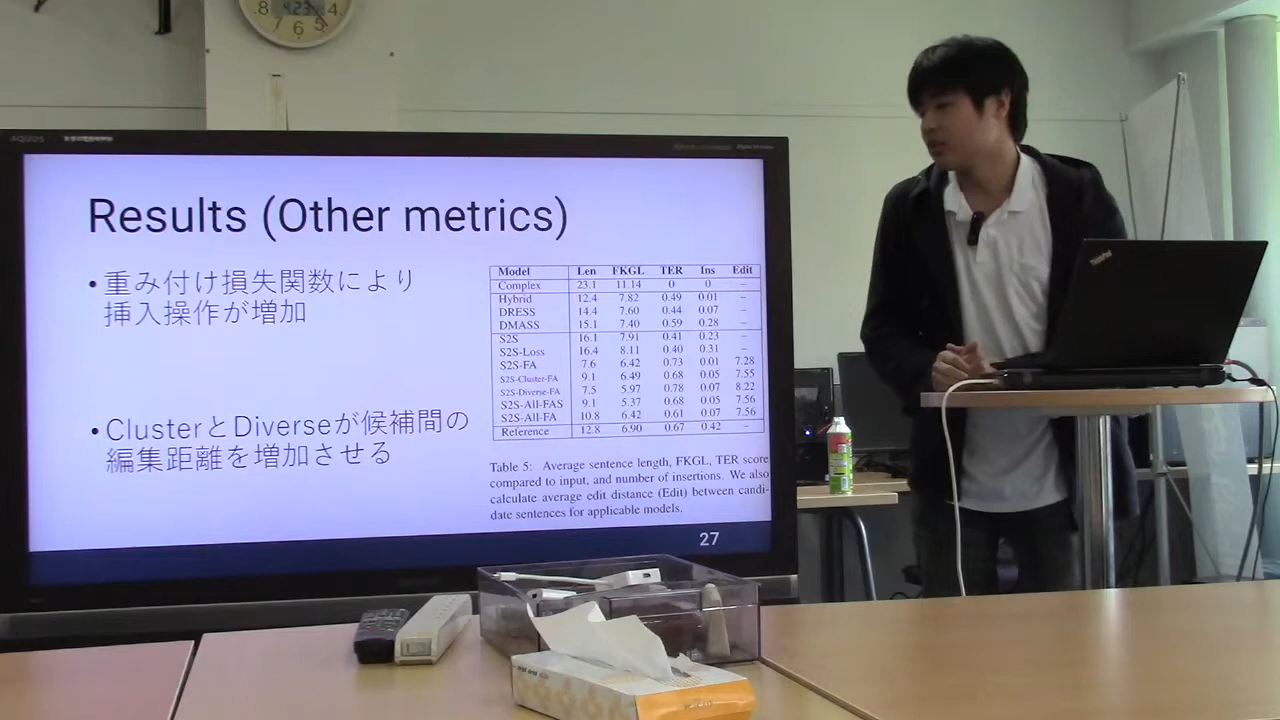 8 4.23 4
7 6 5
AQUOS
Results (Other metrics)
•重み付け損失関数により
挿入操作が増加
•ClusterとDiverseが候補間の
編集距離を増加させる
Model Len FKGL TER Ins Edit
Complex 23.1 11.14 0 0 –
Hybrid 12.4 7.82 0.49 0.01 –
DRESS 14.4 7.60 0.44 0.07 –
DMASS 15.1 7.40 0.59 0.28 –
S2S 16.1 7.91 0.41 0.23 –
S2S-Loss 16.4 8.11 0.40 0.31 –
S2S-FA 7.6 6.42 0.73 0.01 7.28
S2S-Cluster-FA 9.1 6.49 0.68 0.05 7.55
S2S-Diverse-FA 7.5 5.97 0.78 0.07 8.22
S2S-All-FAS 9.1 5.37 0.68 0.05 7.56
S2S-All-FA 10.8 6.42 0.61 0.07 7.56
Reference 12.8 6.90 0.67 0.42 –
Table 5: Average sentence length, FKGL, TER score
compared to input, and number of insertions. We also
calculate average edit distance (Edit) between candi-
date sentences for applicable models.
27
ThinkPad